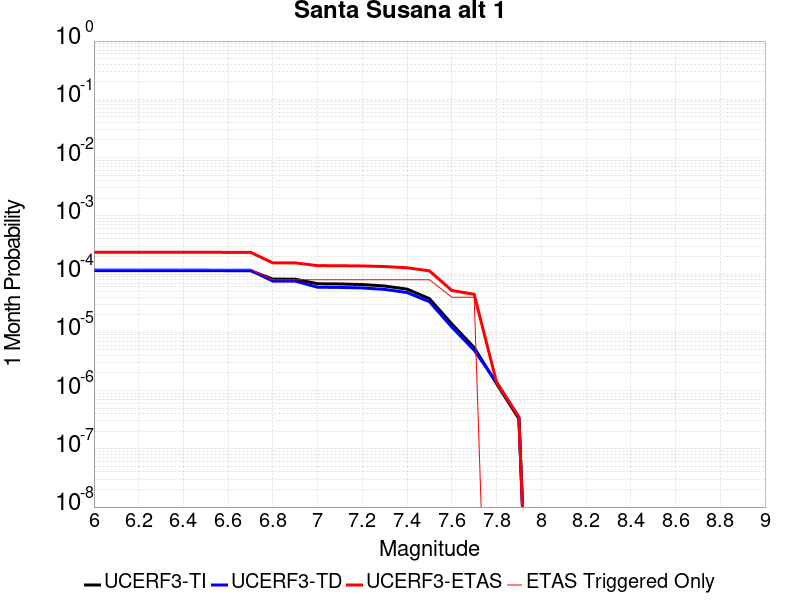 Santa Susana alt 1
1 Month Probability
10^0
10^-1
10^-2
10^-3
10^-4
10^-5
10^-6
10^-7
10^-8
6 6.2 6.4 6.6 6.8 7 7.2 7.4 7.6 7.8 8 8.2 8.4 8.6 8.8 9
Magnitude
UCERF3-TI UCERF3-TD UCERF3-ETAS ETAS Triggered Only